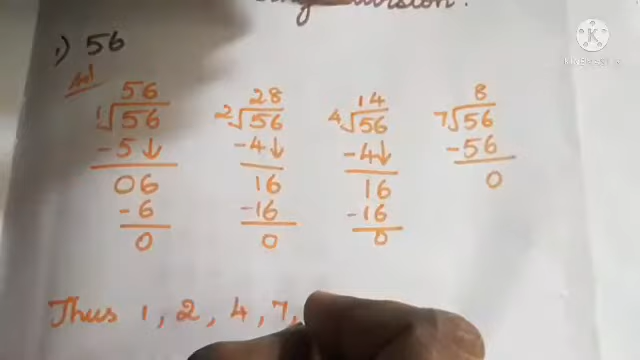 division.
1.) 56
Ans
56 28 14 8
1√56 2√56 4√56 7√56
-5↓ -4↓ -4↓ -56
06 16 16 0
-6 -16 -16
0 0 0
Thus 1, 2, 4, 7,